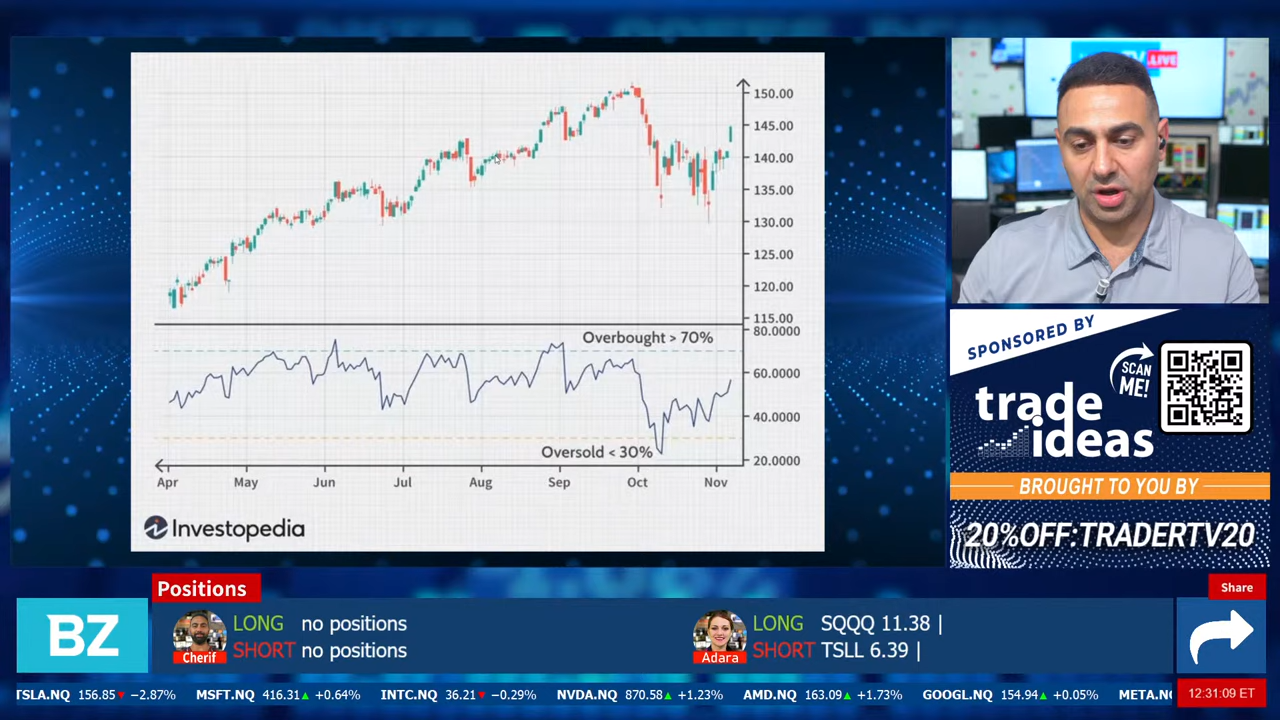 150.00
145.00
140.00
135.00
130.00
125.00
120.00
115.00
80.0000
Overbought > 70%
60.0000
40.0000
Oversold < 30%
20.0000
Apr May Jun Jul Aug Sep Oct Nov
Investopedia
.LIVE
SPONSORED BY
SCAN
ME!
trade
ideas
BROUGHT TO YOU BY
20%OFF:TRADERTV20
Positions
Share
BZ
LONG no positions
SHORT no positions
Cherif
LONG SQQQ 11.38 |
SHORT TSLL 6.39 |
Adara
TSLA.NQ 156.85 -2.87% MSFT.NQ 416.31 +0.64% INTC.NQ 36.21 -0.29% NVDA.NQ 870.58 +1.23% AMD.NQ 163.09 +1.73% GOOGL.NQ 154.94 +0.05% META.N
12:31:09 ET